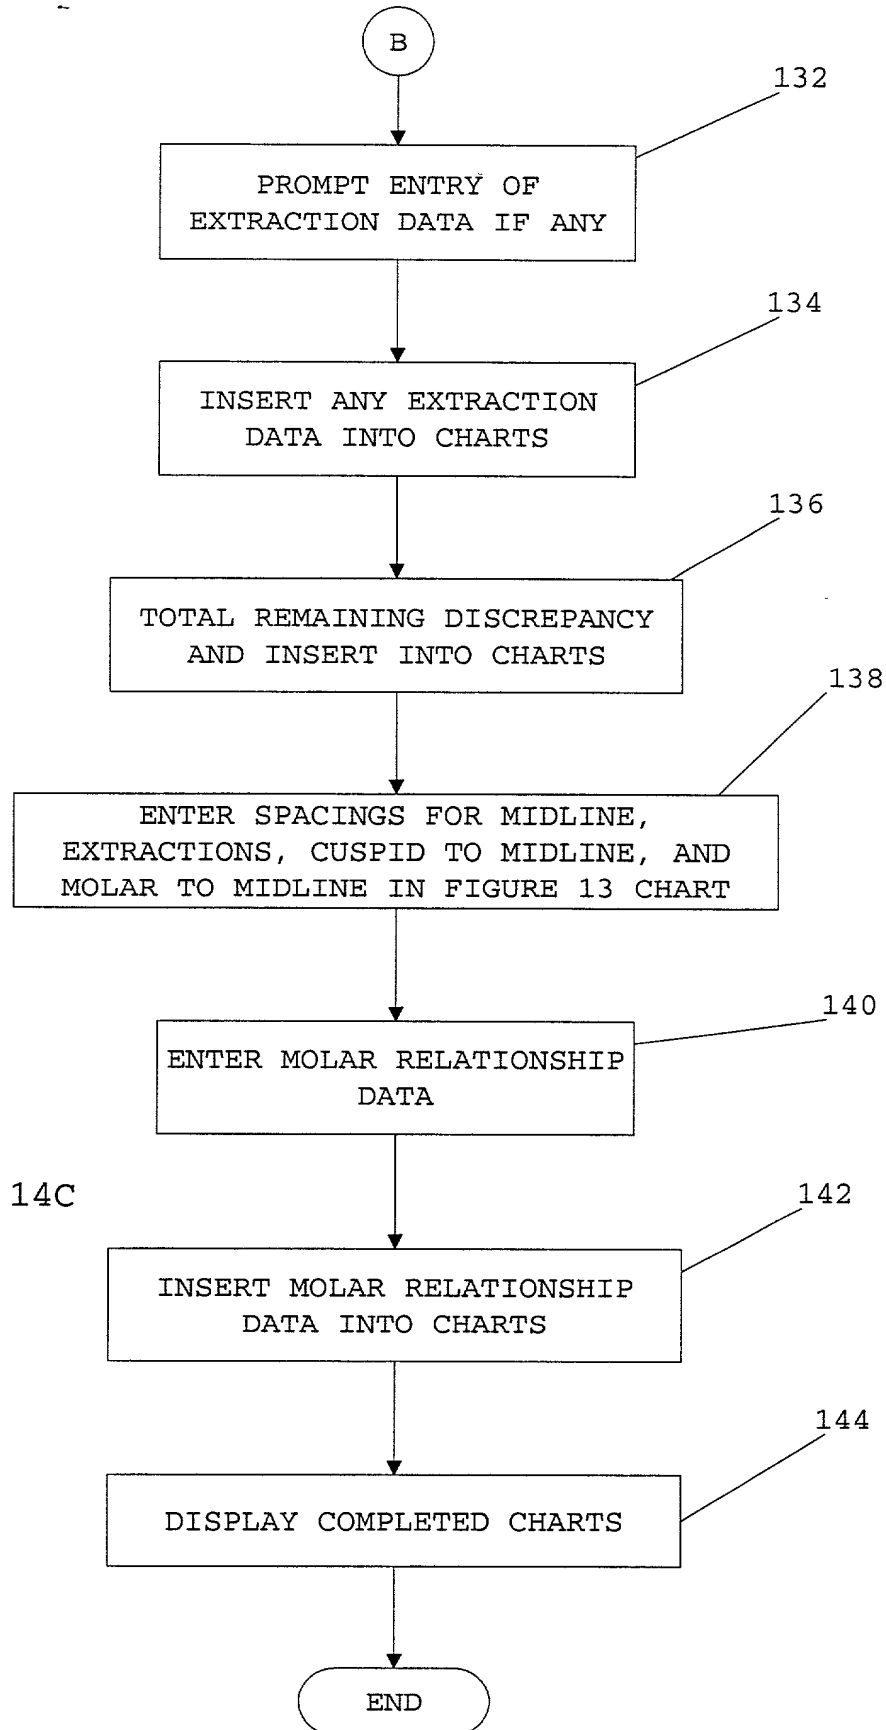 B
132
PROMPT ENTRY OF
EXTRACTION DATA IF ANY
134
INSERT ANY EXTRACTION
DATA INTO CHARTS
136
TOTAL REMAINING DISCREPANCY
AND INSERT INTO CHARTS
138
ENTER SPACINGS FOR MIDLINE,
EXTRACTIONS, CUSPID TO MIDLINE, AND
MOLAR TO MIDLINE IN FIGURE 13 CHART
140
ENTER MOLAR RELATIONSHIP
DATA
14C
142
INSERT MOLAR RELATIONSHIP
DATA INTO CHARTS
144
DISPLAY COMPLETED CHARTS
END